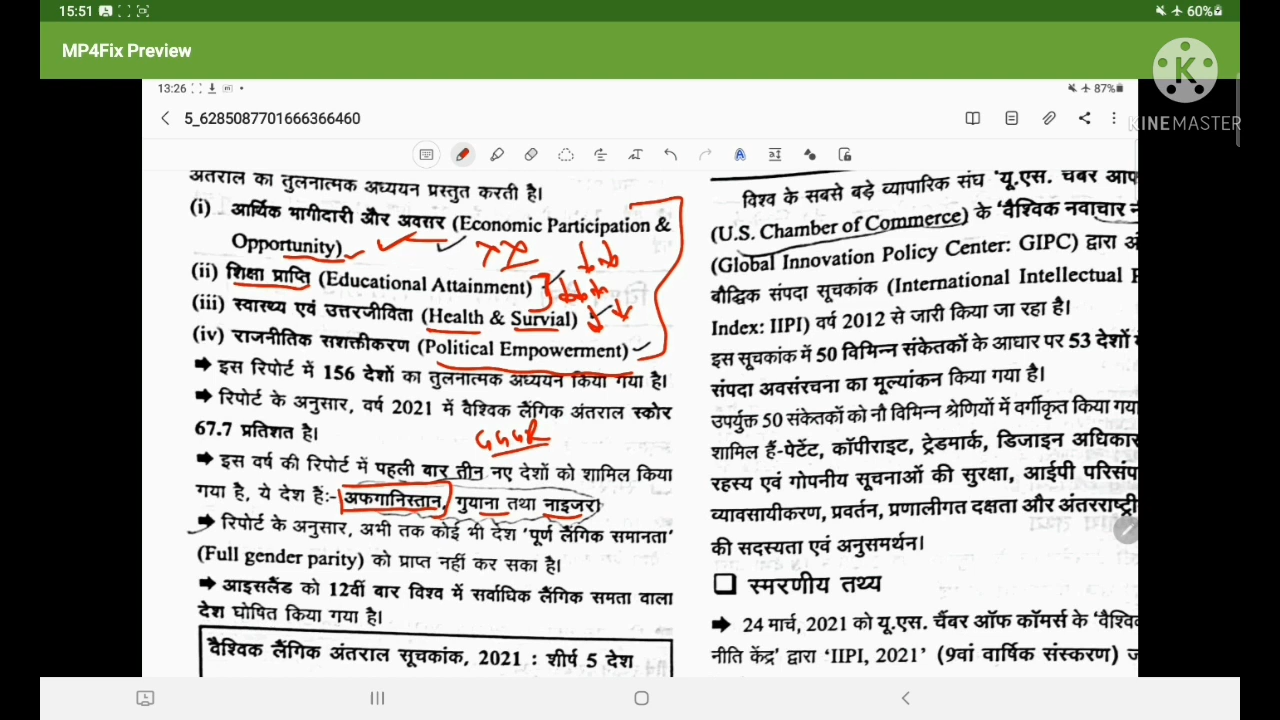 15:51
60%
MP4Fix Preview
KINEMASTER
13:26
87%
5_6285087701666366460
अंतराल का तुलनात्मक अध्ययन प्रस्तुत करती है।
(i) आर्थिक भागीदारी और अवसर (Economic Participation &
Opportunity)
(ii) शिक्षा प्राप्ति (Educational Attainment)
(iii) स्वास्थ्य एवं उत्तरजीविता (Health & Survial)
(iv) राजनीतिक सशक्तीकरण (Political Empowerment)
➡ इस रिपोर्ट में 156 देशों का तुलनात्मक अध्ययन किया गया है।
➡ रिपोर्ट के अनुसार, वर्ष 2021 में वैश्विक लैंगिक अंतराल स्कोर
67.7 प्रतिशत है।
GGGR
➡ इस वर्ष की रिपोर्ट में पहली बार तीन नए देशों को शामिल किया
गया है, ये देश हैं:- अफगानिस्तान, गुयाना तथा नाइजर।
➡ रिपोर्ट के अनुसार, अभी तक कोई भी देश 'पूर्ण लैंगिक समानता'
(Full gender parity) को प्राप्त नहीं कर सका है।
➡ आइसलैंड को 12वीं बार विश्व में सर्वाधिक लैंगिक समता वाला
देश घोषित किया गया है।
वैश्विक लैंगिक अंतराल सूचकांक, 2021 : शीर्ष 5 देश
विश्व के सबसे बड़े व्यापारिक संघ 'यू.एस. चैंबर ऑफ
(U.S. Chamber of Commerce) के 'वैश्विक नवाचार
(Global Innovation Policy Center: GIPC) द्वारा
बौद्धिक संपदा सूचकांक (International Intellectual
Index: IIPI) वर्ष 2012 से जारी किया जा रहा है।
इस सूचकांक में 50 विभिन्न संकेतकों के आधार पर 53 देशों
संपदा अवसंरचना का मूल्यांकन किया गया है।
उपर्युक्त 50 संकेतकों को नौ विभिन्न श्रेणियों में वर्गीकृत किया गया
शामिल हैं-पेटेंट, कॉपीराइट, ट्रेडमार्क, डिजाइन अधिकार
रहस्य एवं गोपनीय सूचनाओं की सुरक्षा, आईपी परिसंप
व्यावसायीकरण, प्रवर्तन, प्रणालीगत दक्षता और अंतरराष्ट्री
की सदस्यता एवं अनुसमर्थन।
❑ स्मरणीय तथ्य
➡ 24 मार्च, 2021 को यू.एस. चैंबर ऑफ कॉमर्स के 'वैश्वि
नीति केंद्र' द्वारा 'IIPI, 2021' (9वां वार्षिक संस्करण)